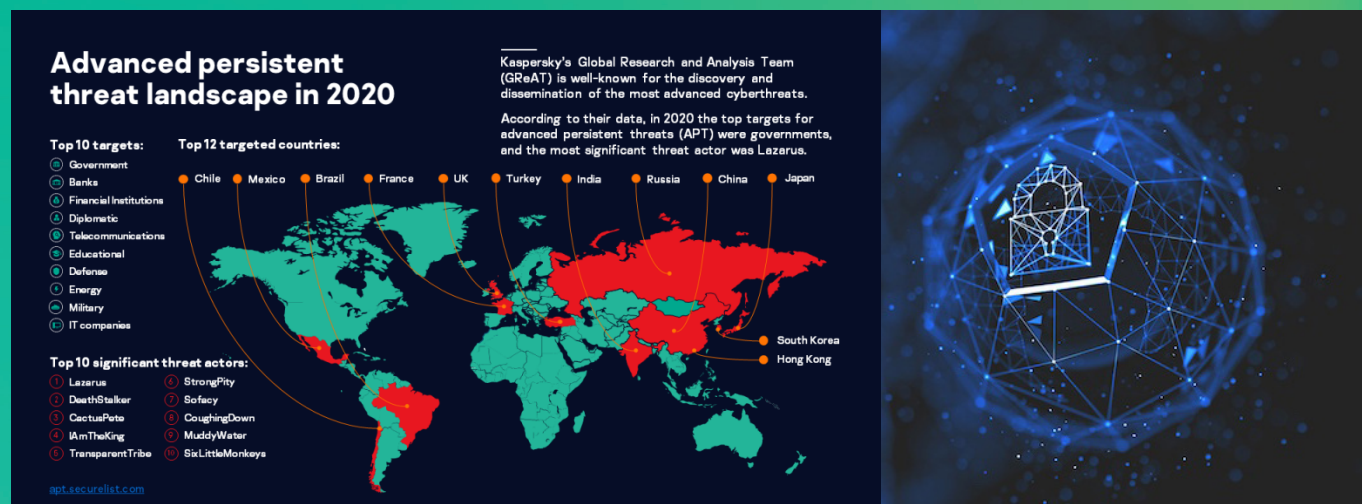 Advanced persistent
threat landscape in 2020
Kaspersky's Global Research and Analysis Team
(GReAT) is well-known for the discovery and
dissemination of the most advanced cyberthreats.
According to their data, in 2020 the top targets for
advanced persistent threats (APT) were governments,
and the most significant threat actor was Lazarus.
Top 10 targets:
Government
Banks
Financial Institutions
Diplomatic
Telecommunications
Educational
Defense
Energy
Military
IT companies
Top 12 targeted countries:
Chile
Mexico
Brazil
France
UK
Turkey
India
Russia
China
Japan
South Korea
Hong Kong
Top 10 significant threat actors:
1 Lazarus
2 DeathStalker
3 CactusPete
4 IAmTheKing
5 TransparentTribe
6 StrongPity
7 Sofacy
8 CoughingDown
9 MuddyWater
10 SixLittleMonkeys
apt.securelist.com